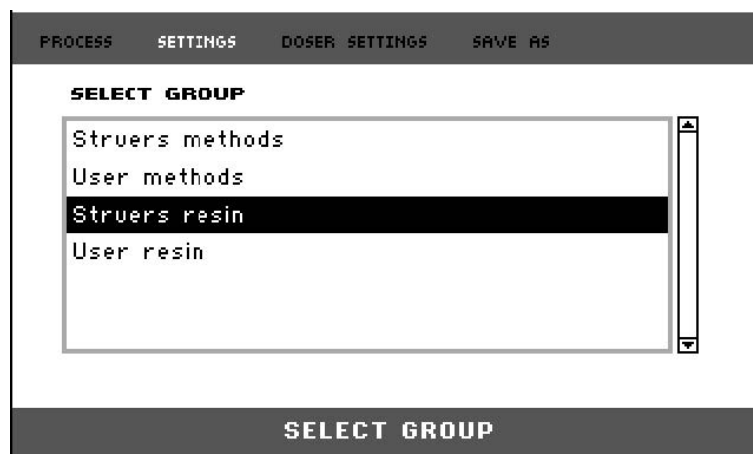 PROCESS SETTINGS DOSER SETTINGS SAVE AS
SELECT GROUP
Struers methods
User methods
Struers resin
User resin
SELECT GROUP